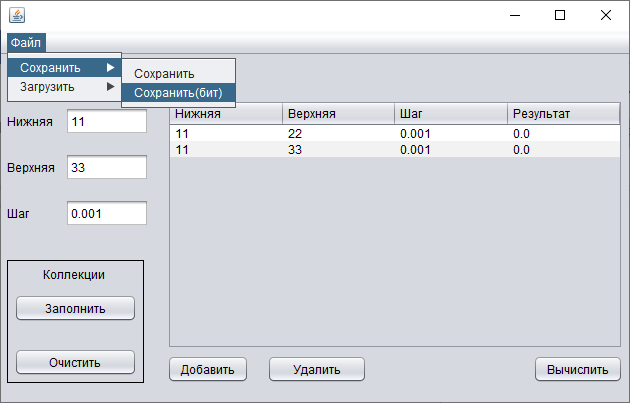 Файл
Сохранить
Загрузить
Сохранить
Сохранить(бит)
Нижняя 11
Верхняя 33
Шаг 0.001
Нижняя Верхняя Шаг Результат
11 22 0.001 0.0
11 33 0.001 0.0
Коллекции
Заполнить
Очистить
Добавить Удалить Вычислить